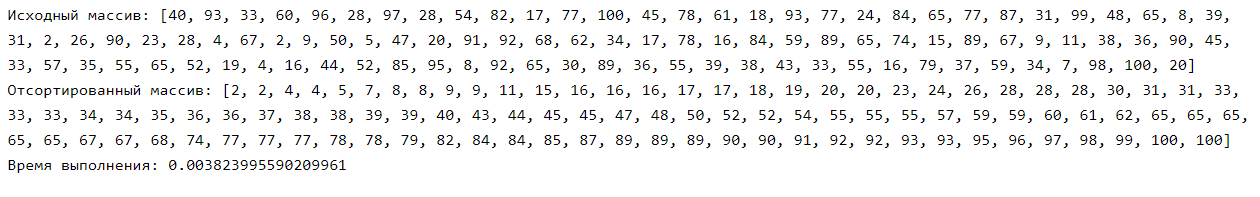 Исходный массив: [40, 93, 33, 60, 96, 28, 97, 28, 54, 82, 17, 77, 100, 45, 78, 61, 18, 93, 77, 24, 84, 65, 77, 87, 31, 99, 48, 65, 8, 39,
31, 2, 26, 90, 23, 28, 4, 67, 2, 9, 50, 5, 47, 20, 91, 92, 68, 62, 34, 17, 78, 16, 84, 59, 89, 65, 74, 15, 89, 67, 9, 11, 38, 36, 90, 45,
33, 57, 35, 55, 65, 52, 19, 4, 16, 44, 52, 85, 95, 8, 92, 65, 30, 89, 36, 55, 39, 38, 43, 33, 55, 16, 79, 37, 59, 34, 7, 98, 100, 20]
Отсортированный массив: [2, 2, 4, 4, 5, 7, 8, 8, 9, 9, 11, 15, 16, 16, 16, 17, 17, 18, 19, 20, 20, 23, 24, 26, 28, 28, 28, 30, 31, 31, 33,
33, 33, 34, 34, 35, 36, 36, 37, 38, 38, 39, 39, 40, 43, 44, 45, 45, 47, 48, 50, 52, 52, 54, 55, 55, 55, 57, 59, 59, 60, 61, 62, 65, 65, 65,
65, 65, 67, 67, 68, 74, 77, 77, 77, 78, 78, 79, 82, 84, 84, 85, 87, 89, 89, 89, 90, 90, 91, 92, 92, 93, 93, 95, 96, 97, 98, 99, 100, 100]
Время выполнения: 0.003823995590209961